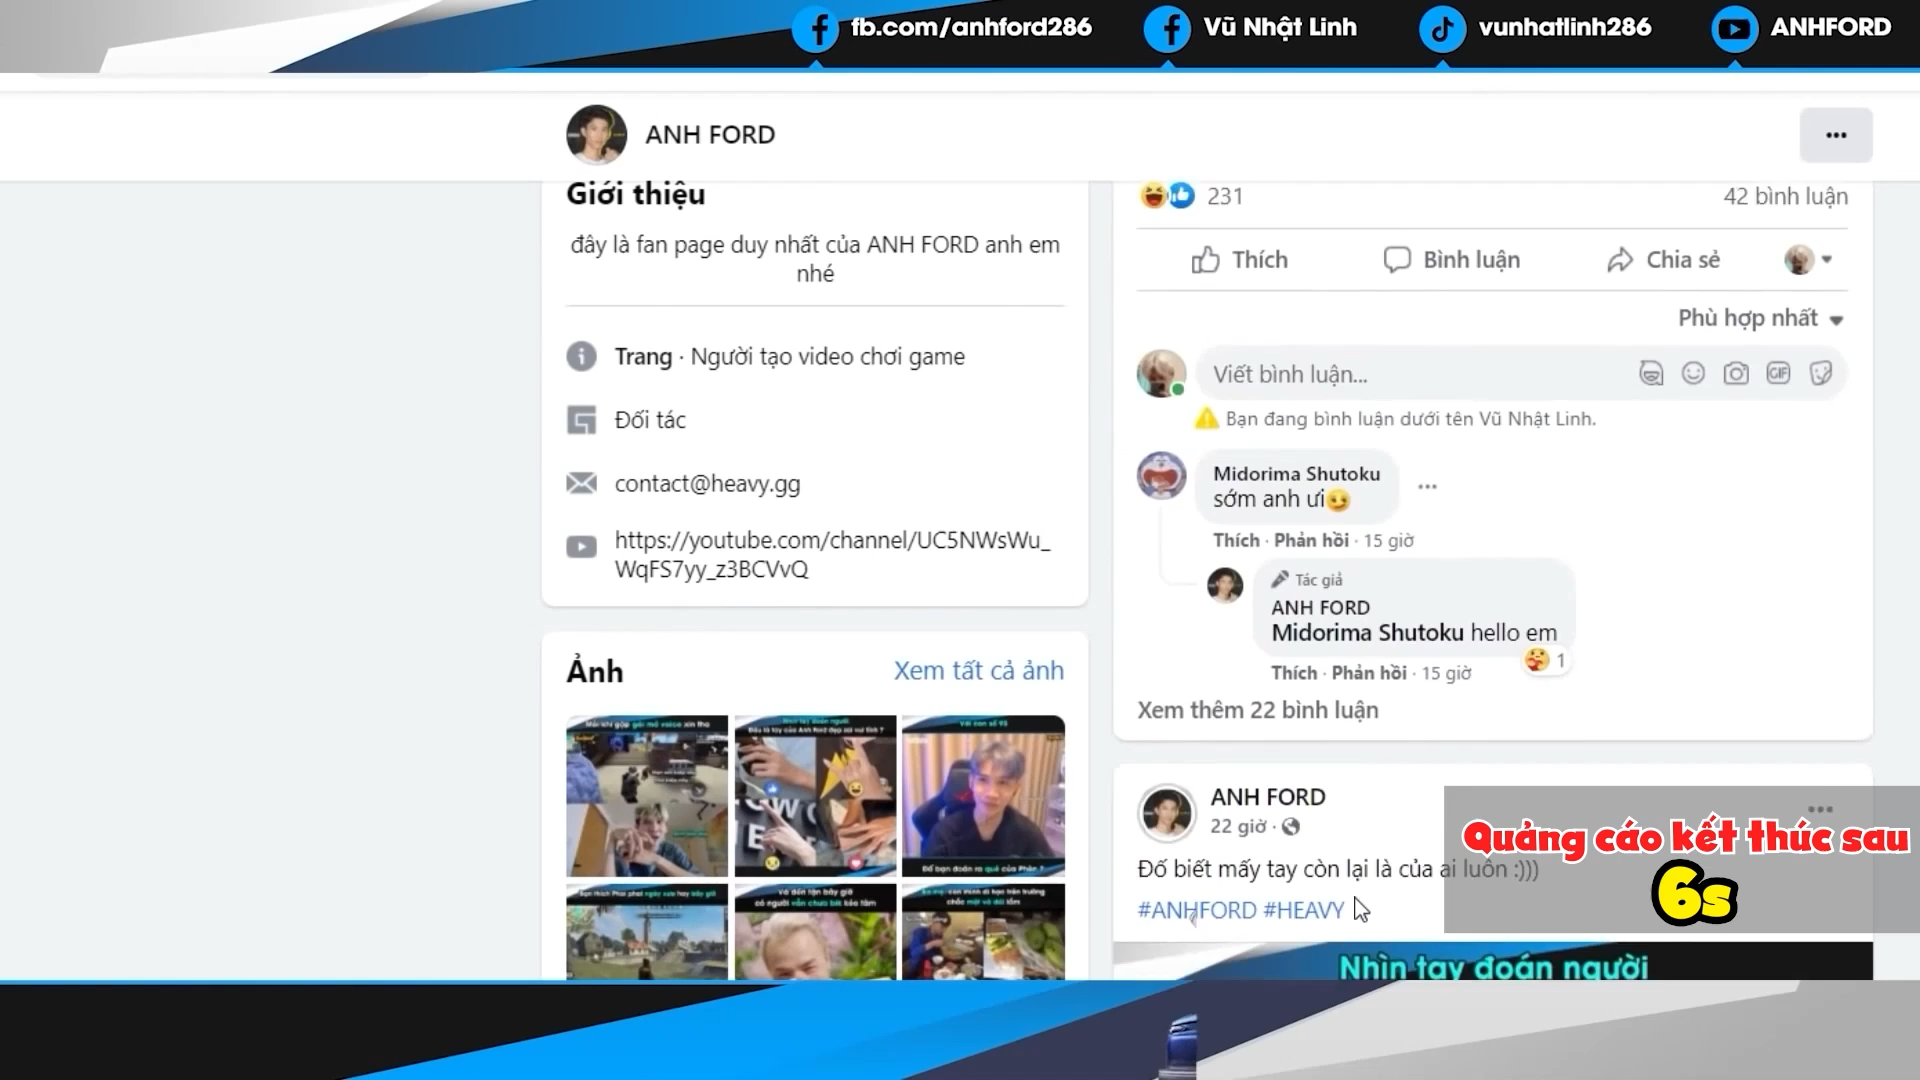 fb.com/anhford286
Vũ Nhật Linh
vunhatlinh286
ANHFORD
ANH FORD
Giới thiệu
đây là fan page duy nhất của ANH FORD anh em
nhé
Trang · Người tạo video chơi game
Đối tác
contact@heavy.gg
https://youtube.com/channel/UC5NWsWu_
WqFS7yy_z3BCVvQ
Ảnh
Xem tất cả ảnh
231
42 bình luận
Thích
Bình luận
Chia sẻ
Phù hợp nhất
Viết bình luận...
GIF
Bạn đang bình luận dưới tên Vũ Nhật Linh.
Midorima Shutoku
sớm anh ưi
Thích · Phản hồi · 15 giờ
Tác giả
ANH FORD
Midorima Shutoku hello em
1
Thích · Phản hồi · 15 giờ
Xem thêm 22 bình luận
ANH FORD
22 giờ
Đố biết mấy tay còn lại là của ai luôn :)))
#ANHFORD #HEAVY
Nhìn tay đoán người
Quảng cáo kết thúc sau
6s